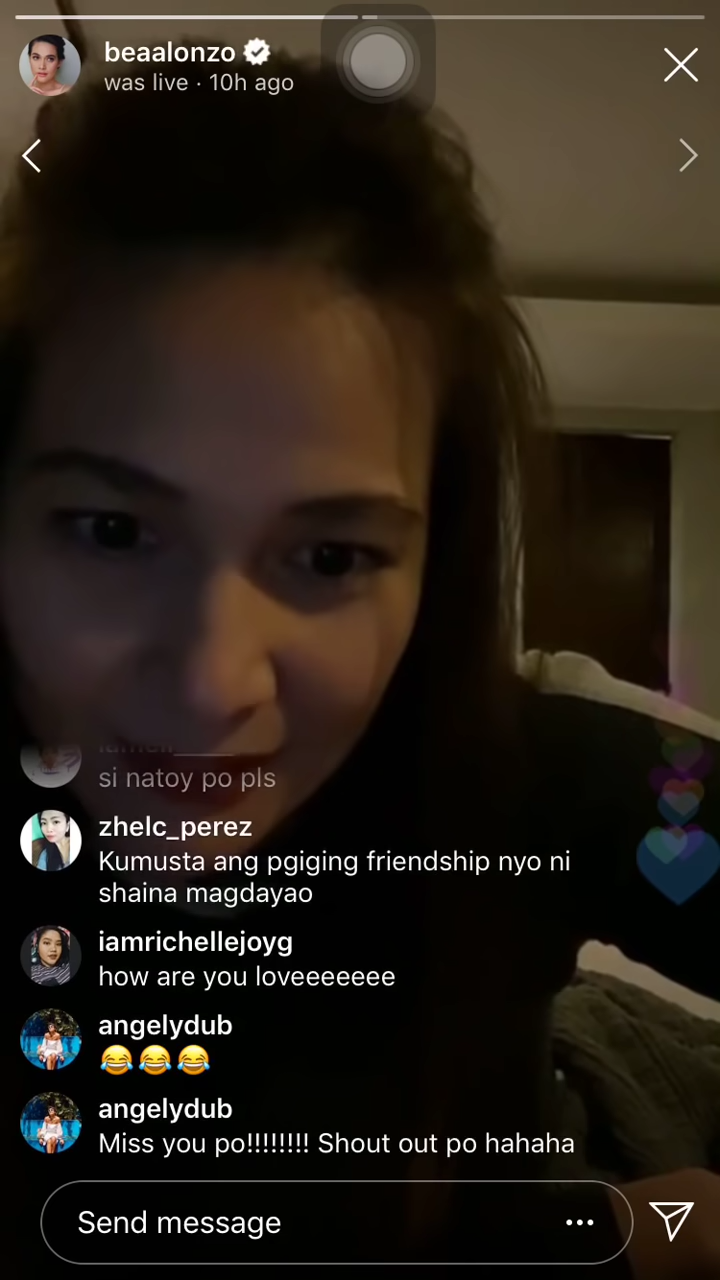 beaalonzo
was live · 10h ago
si natoy po pls
zhelc_perez
Kumusta ang pgiging friendship nyo ni
shaina magdayao
iamrichellejoyg
how are you loveeeeeee
angelydub
😂😂😂
angelydub
Miss you po!!!!!!!! Shout out po hahaha
Send message